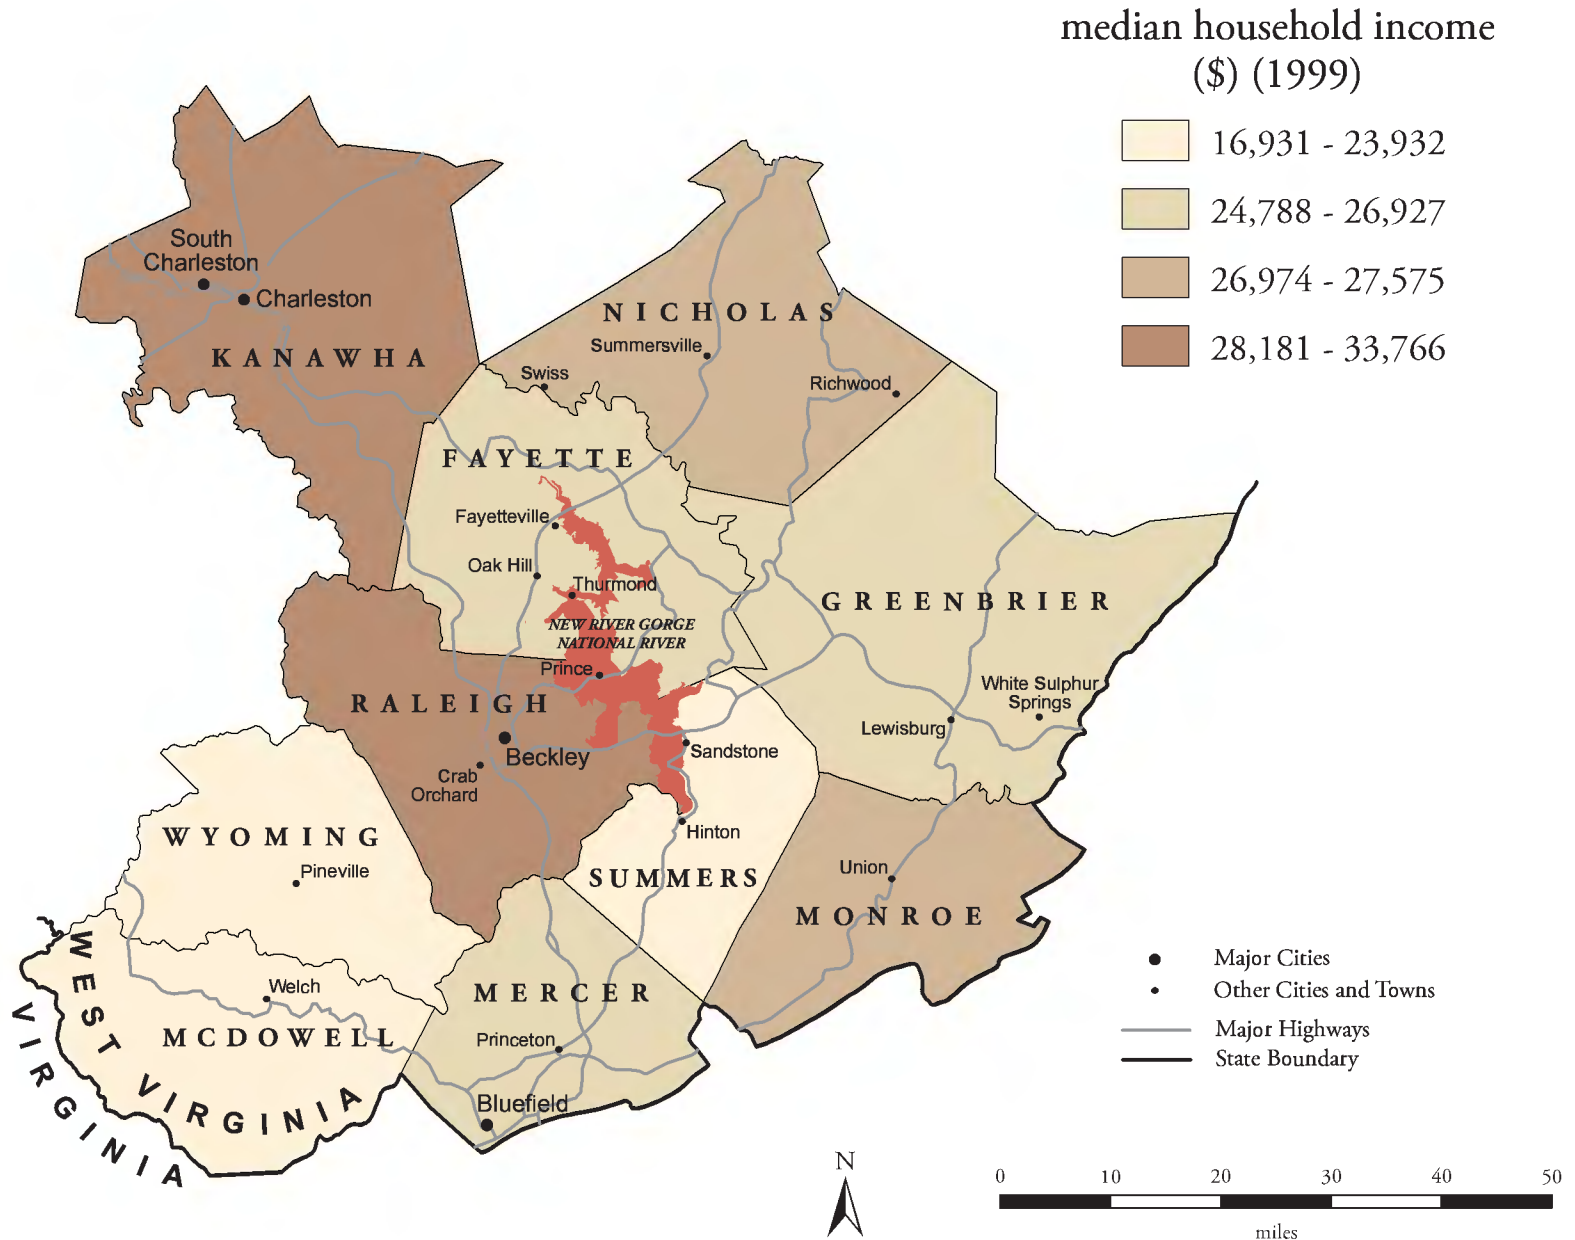 median household income
($) (1999)
16,931 - 23,932
24,788 - 26,927
26,974 - 27,575
28,181 - 33,766
South
Charleston
Charleston
KANAWHA
NICHOLAS
Summersville
Swiss
Richwood
FAYETTE
Fayetteville
Oak Hill
Thurmond
NEW RIVER GORGE
NATIONAL RIVER
Prince
GREENBRIER
White Sulphur
Springs
Lewisburg
RALEIGH
Beckley
Crab
Orchard
Sandstone
Hinton
SUMMERS
WYOMING
Pineville
Union
MONROE
WEST VIRGINIA
VIRGINIA
Welch
MCDOWELL
MERCER
Princeton
Bluefield
Major Cities
Other Cities and Towns
Major Highways
State Boundary
N
0 10 20 30 40 50
miles